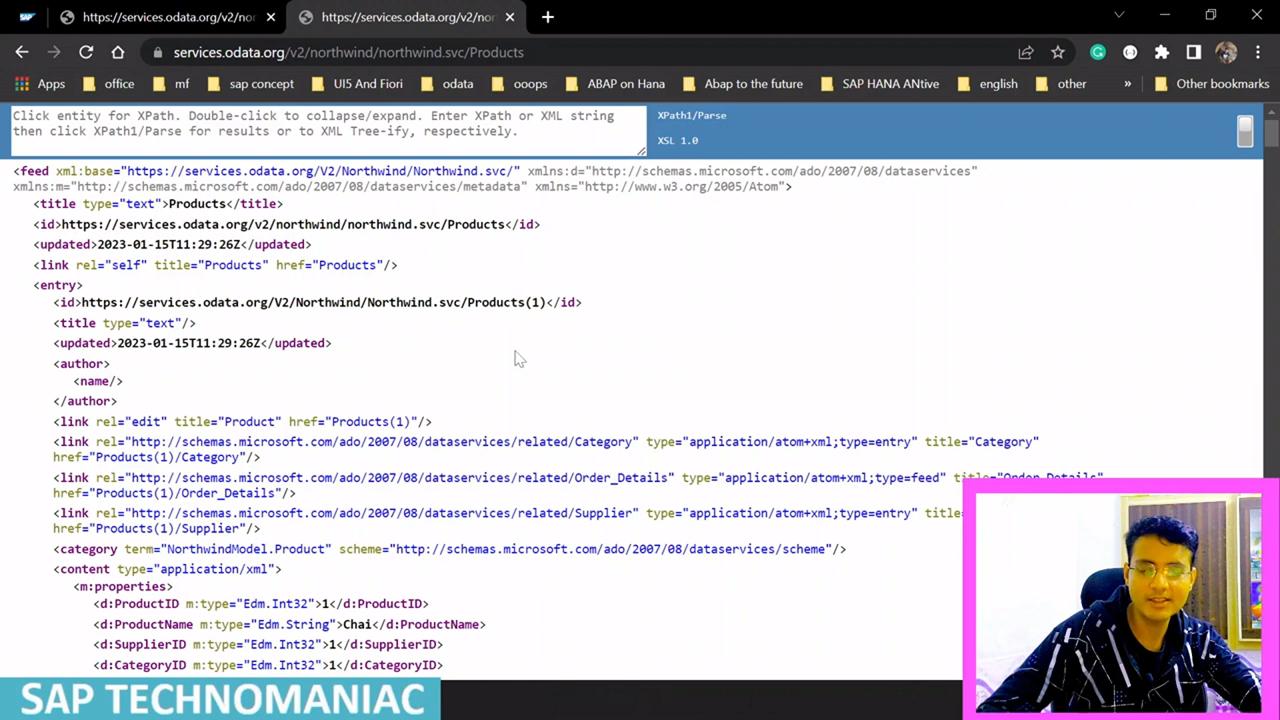 https://services.odata.org/v2/no
https://services.odata.org/v2/nor
services.odata.org/v2/northwind/northwind.svc/Products
Apps office mf sap concept UI5 And Fiori odata ooops ABAP on Hana Abap to the future SAP HANA ANtive english other » Other bookmarks
Click entity for XPath. Double-click to collapse/expand. Enter XPath or XML string
then click XPath1/Parse for results or to XML Tree-ify, respectively.
XPath1/Parse
XSL 1.0
<feed xml:base="https://services.odata.org/V2/Northwind/Northwind.svc/" xmlns:d="http://schemas.microsoft.com/ado/2007/08/dataservices"
xmlns:m="http://schemas.microsoft.com/ado/2007/08/dataservices/metadata" xmlns="http://www.w3.org/2005/Atom">
<title type="text">Products</title>
<id>https://services.odata.org/v2/northwind/northwind.svc/Products</id>
<updated>2023-01-15T11:29:26Z</updated>
<link rel="self" title="Products" href="Products"/>
<entry>
<id>https://services.odata.org/V2/Northwind/Northwind.svc/Products(1)</id>
<title type="text"/>
<updated>2023-01-15T11:29:26Z</updated>
<author>
<name/>
</author>
<link rel="edit" title="Product" href="Products(1)"/>
<link rel="http://schemas.microsoft.com/ado/2007/08/dataservices/related/Category" type="application/atom+xml;type=entry" title="Category"
href="Products(1)/Category"/>
<link rel="http://schemas.microsoft.com/ado/2007/08/dataservices/related/Order_Details" type="application/atom+xml;type=feed" title="Order_Details"
href="Products(1)/Order_Details"/>
<link rel="http://schemas.microsoft.com/ado/2007/08/dataservices/related/Supplier" type="application/atom+xml;type=entry" title=
href="Products(1)/Supplier"/>
<category term="NorthwindModel.Product" scheme="http://schemas.microsoft.com/ado/2007/08/dataservices/scheme"/>
<content type="application/xml">
<m:properties>
<d:ProductID m:type="Edm.Int32">1</d:ProductID>
<d:ProductName m:type="Edm.String">Chai</d:ProductName>
<d:SupplierID m:type="Edm.Int32">1</d:SupplierID>
<d:CategoryID m:type="Edm.Int32">1</d:CategoryID>
SAP TECHNOMANIAC